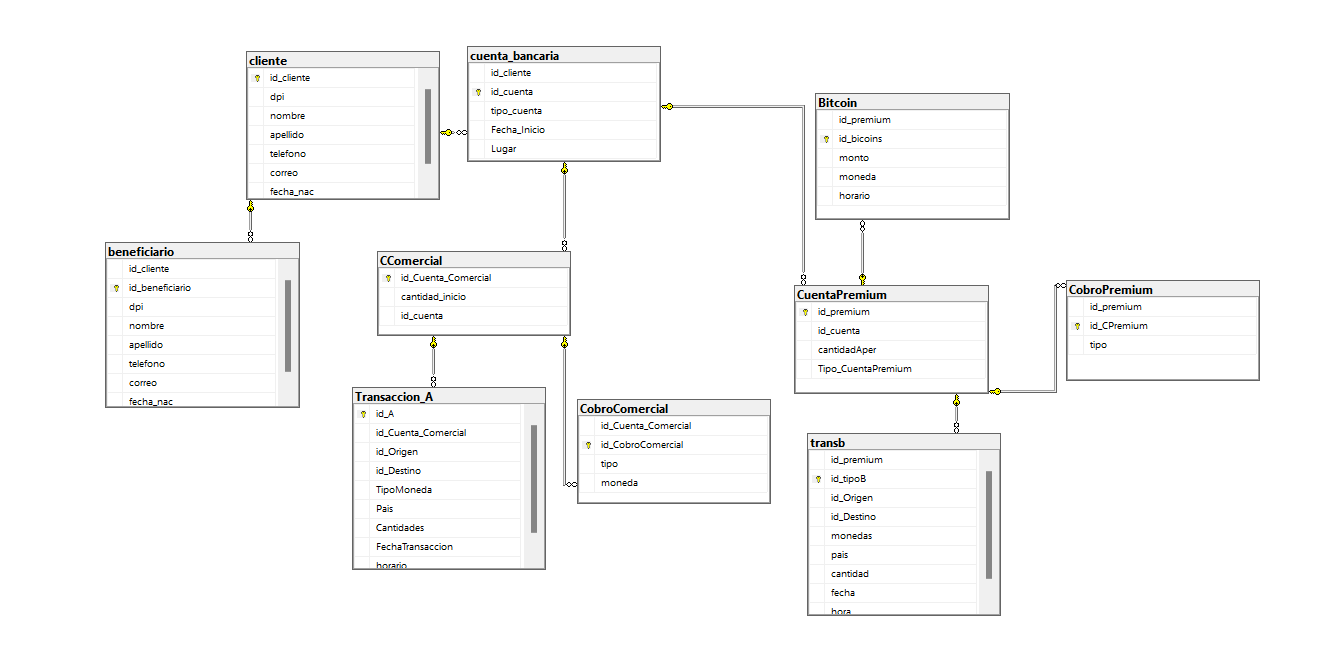 cliente
id_cliente
dpi
nombre
apellido
telefono
correo
fecha_nac
cuenta_bancaria
id_cliente
id_cuenta
tipo_cuenta
Fecha_Inicio
Lugar
Bitcoin
id_premium
id_bicoins
monto
moneda
horario
beneficiario
id_cliente
id_beneficiario
dpi
nombre
apellido
telefono
correo
fecha_nac
CComercial
id_Cuenta_Comercial
cantidad_inicio
id_cuenta
CuentaPremium
id_premium
id_cuenta
cantidadAper
Tipo_CuentaPremium
CobroPremium
id_premium
id_CPremium
tipo
Transaccion_A
id_A
id_Cuenta_Comercial
id_Origen
id_Destino
TipoMoneda
Pais
Cantidades
FechaTransaccion
horario
CobroComercial
id_Cuenta_Comercial
id_CobroComercial
tipo
moneda
transb
id_premium
id_tipoB
id_Origen
id_Destino
monedas
pais
cantidad
fecha
hora